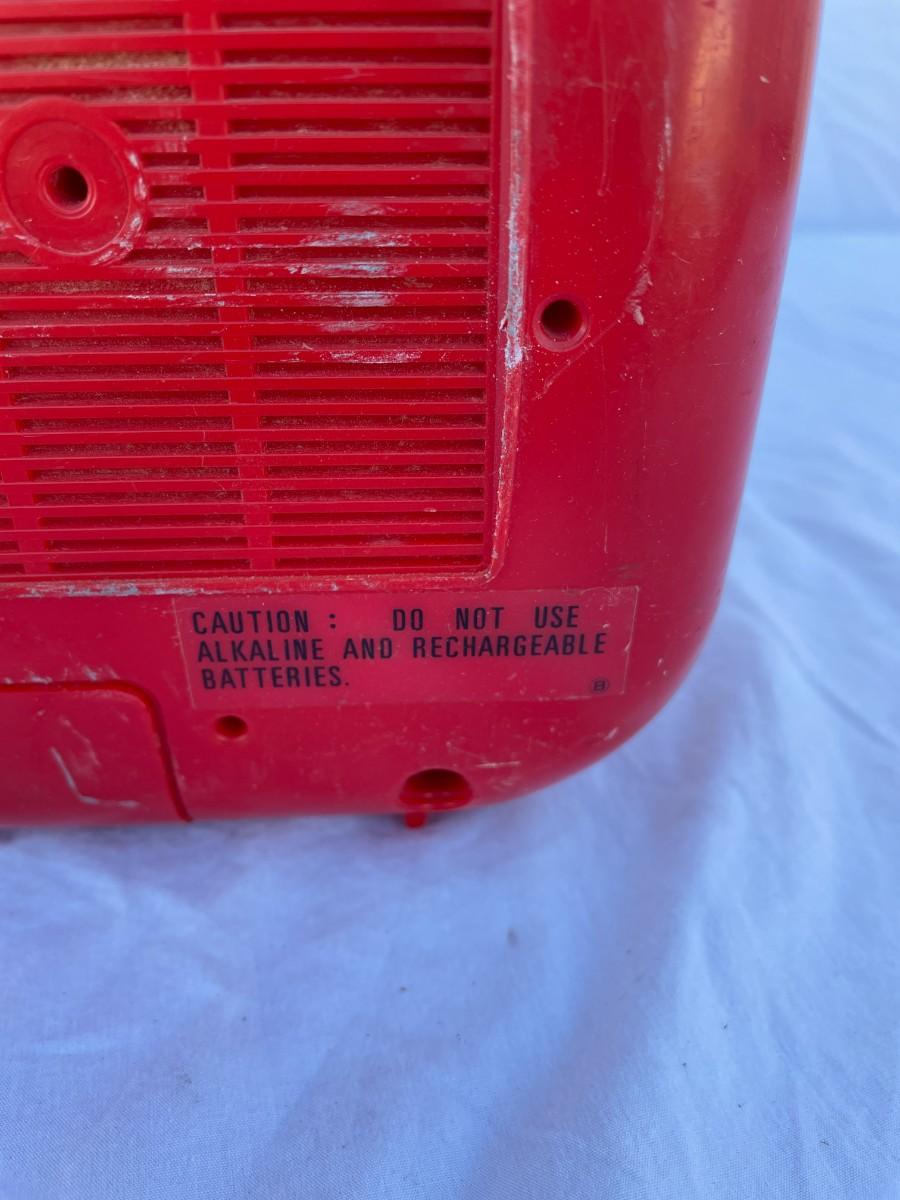 CAUTION : DO NOT USE
ALKALINE AND RECHARGEABLE
BATTERIES.
B